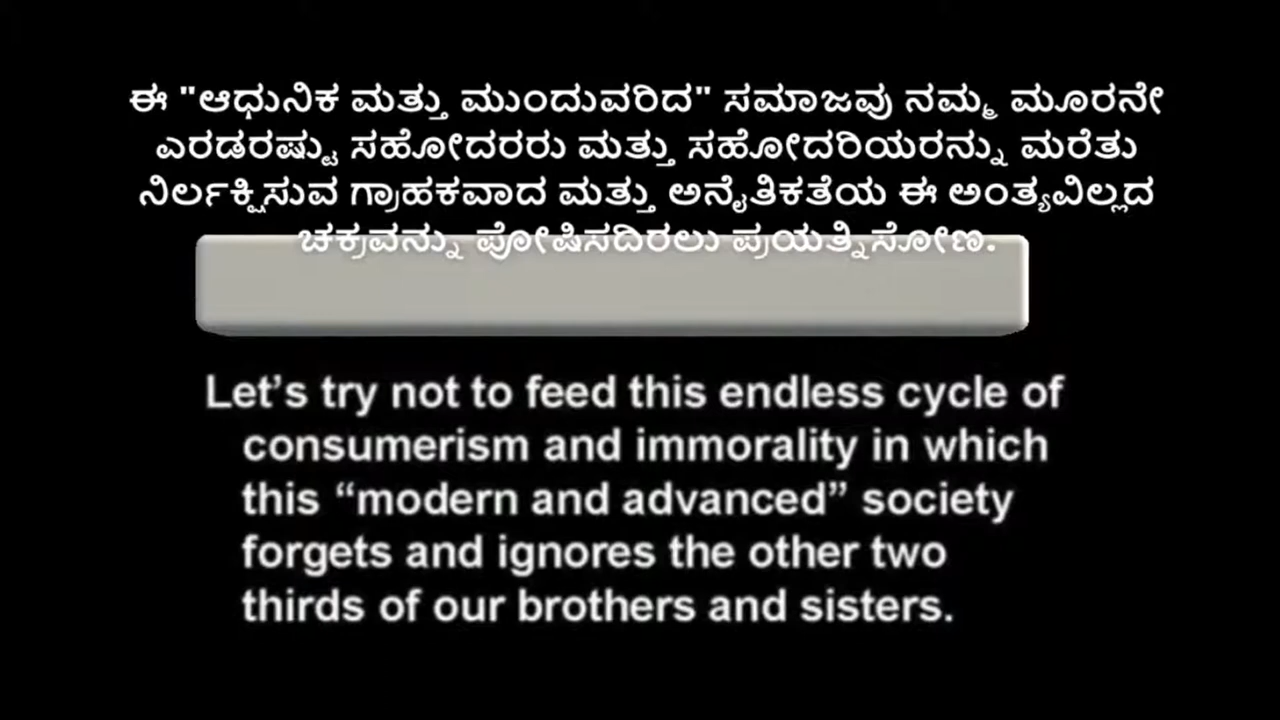 ಈ "ಆಧುನಿಕ ಮತ್ತು ಮುಂದುವರಿದ" ಸಮಾಜವು ನಮ್ಮ ಮೂರನೇ
ಎರಡರಷ್ಟು ಸಹೋದರರು ಮತ್ತು ಸಹೋದರಿಯರನ್ನು ಮರೆತು
ನಿರ್ಲಕ್ಷಿಸುವ ಗ್ರಾಹಕವಾದ ಮತ್ತು ಅನೈತಿಕತೆಯ ಈ ಅಂತ್ಯವಿಲ್ಲದ
ಚಕ್ರವನ್ನು ಪೋಷಿಸದಿರಲು ಪ್ರಯತ್ನಿಸೋಣ.
Let’s try not to feed this endless cycle of
consumerism and immorality in which
this “modern and advanced” society
forgets and ignores the other two
thirds of our brothers and sisters.